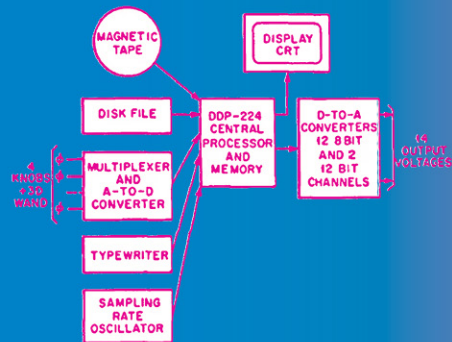 MAGNETIC
TAPE
DISPLAY
CRT
DISK FILE
DDP-224
CENTRAL
PROCESSOR
AND
MEMORY
D-TO-A
CONVERTERS
12 8 BIT
AND 2
12 BIT
CHANNELS
14
OUTPUT
VOLTAGES
4
KNOBS
+3D
WAND
MULTIPLEXER
AND
A-TO-D
CONVERTER
TYPEWRITER
SAMPLING
RATE
OSCILLATOR